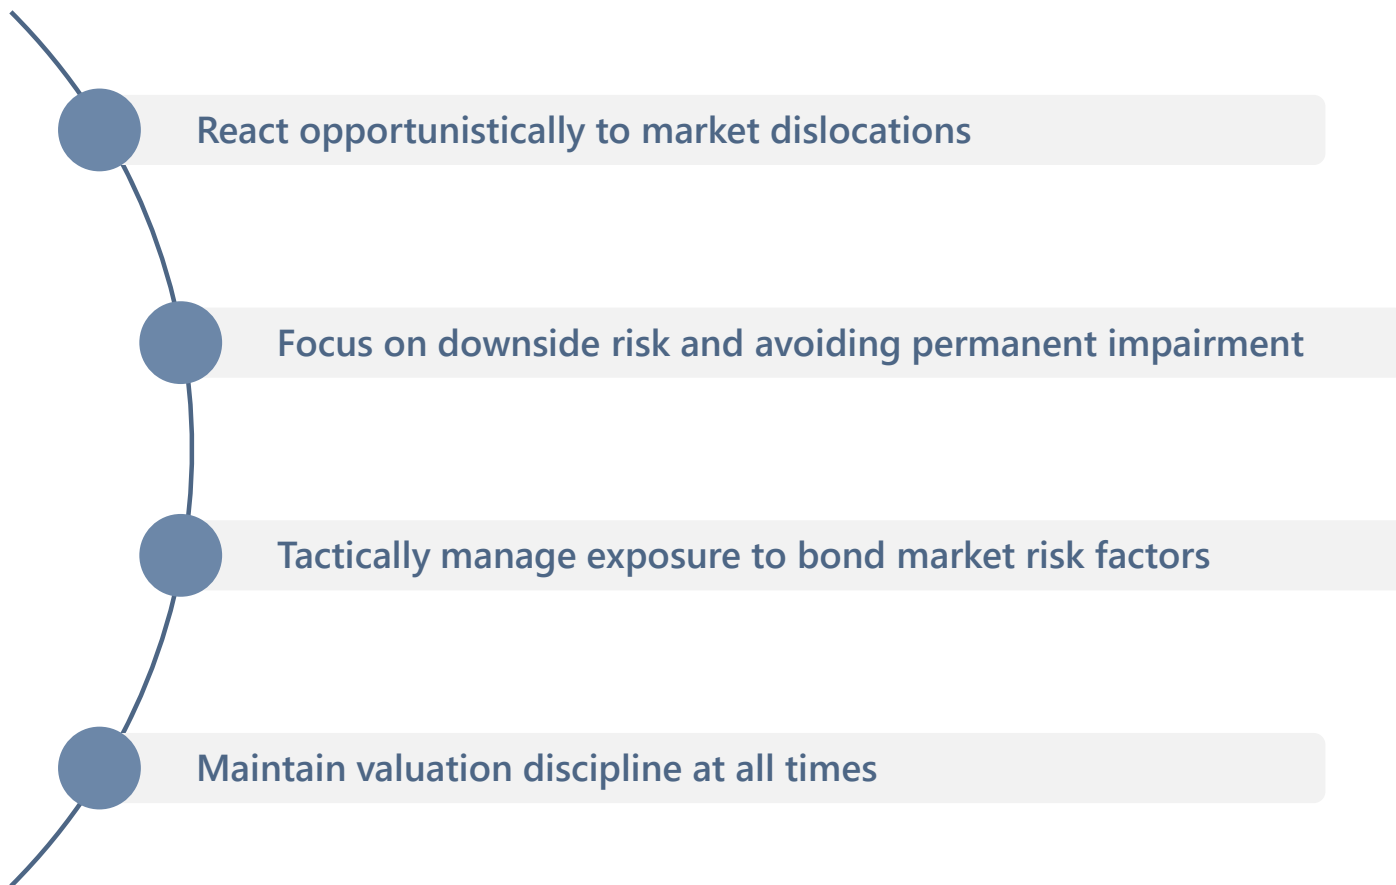 React opportunistically to market dislocations
Focus on downside risk and avoiding permanent impairment
Tactically manage exposure to bond market risk factors
Maintain valuation discipline at all times